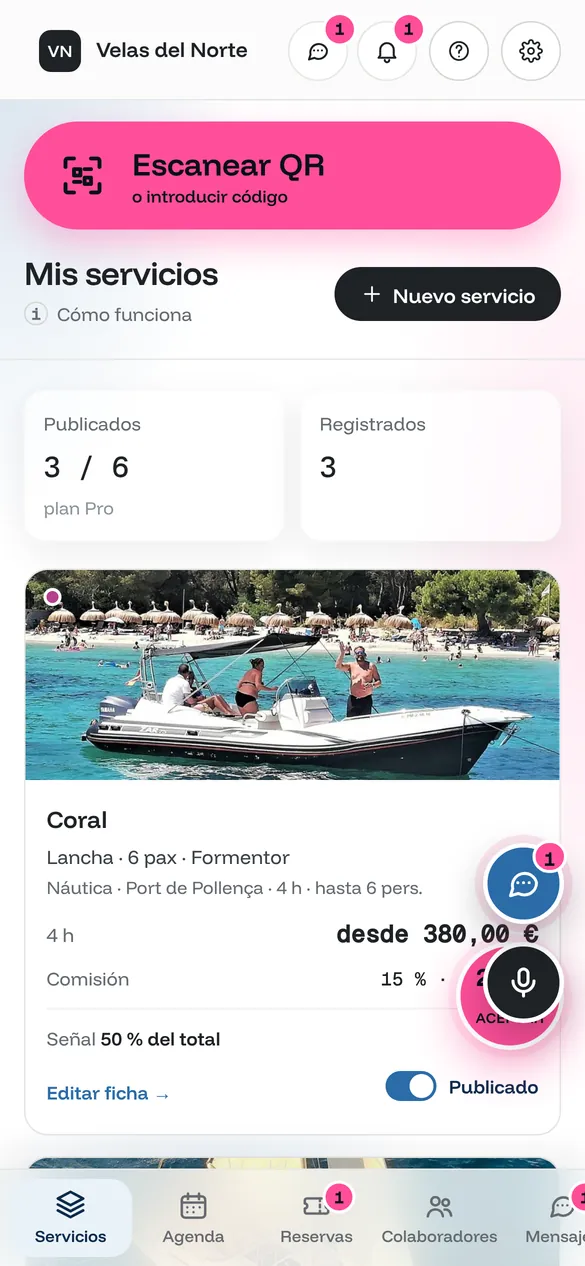 VN Velas del Norte 1 1
Escanear QR
o introducir código
Mis servicios
Cómo funciona
+ Nuevo servicio
Publicados
3 / 6
plan Pro
Registrados
3
Coral
Lancha · 6 pax · Formentor
Náutica · Port de Pollença · 4 h · hasta 6 pers.
1
4 h desde 380,00 €
Comisión 15 % ·
Señal 50 % del total
Editar ficha → Publicado
1
Servicios Agenda Reservas Colaboradores